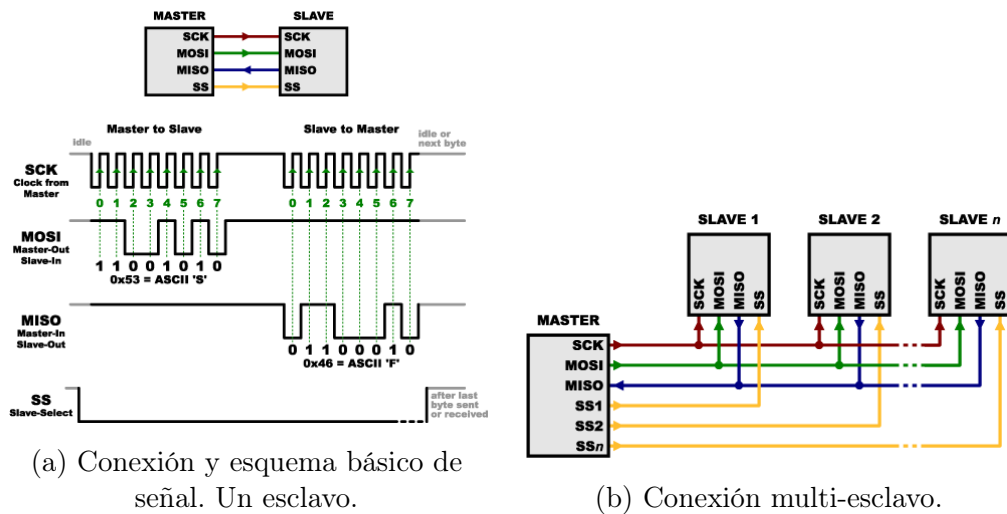 MASTER SLAVE
SCK SCK
MOSI MOSI
MISO MISO
SS SS
Master to Slave Slave to Master
idle
idle or
next byte
SCK
Clock from
Master
0 1 2 3 4 5 6 7 0 1 2 3 4 5 6 7
MOSI
Master-Out
Slave-In
1 1 0 0 1 0 1 0
0x53 = ASCII 'S'
MISO
Master-In
Slave-Out
0 1 1 0 0 0 1 0
0x46 = ASCII 'F'
SS
Slave-Select
after last
byte sent
or received
(a) Conexión y esquema básico de
señal. Un esclavo.
SLAVE 1 SLAVE 2 SLAVE n
SCK MOSI MISO SS SCK MOSI MISO SS SCK MOSI MISO SS
MASTER
SCK
MOSI
MISO
SS1
SS2
SSn
(b) Conexión multi-esclavo.